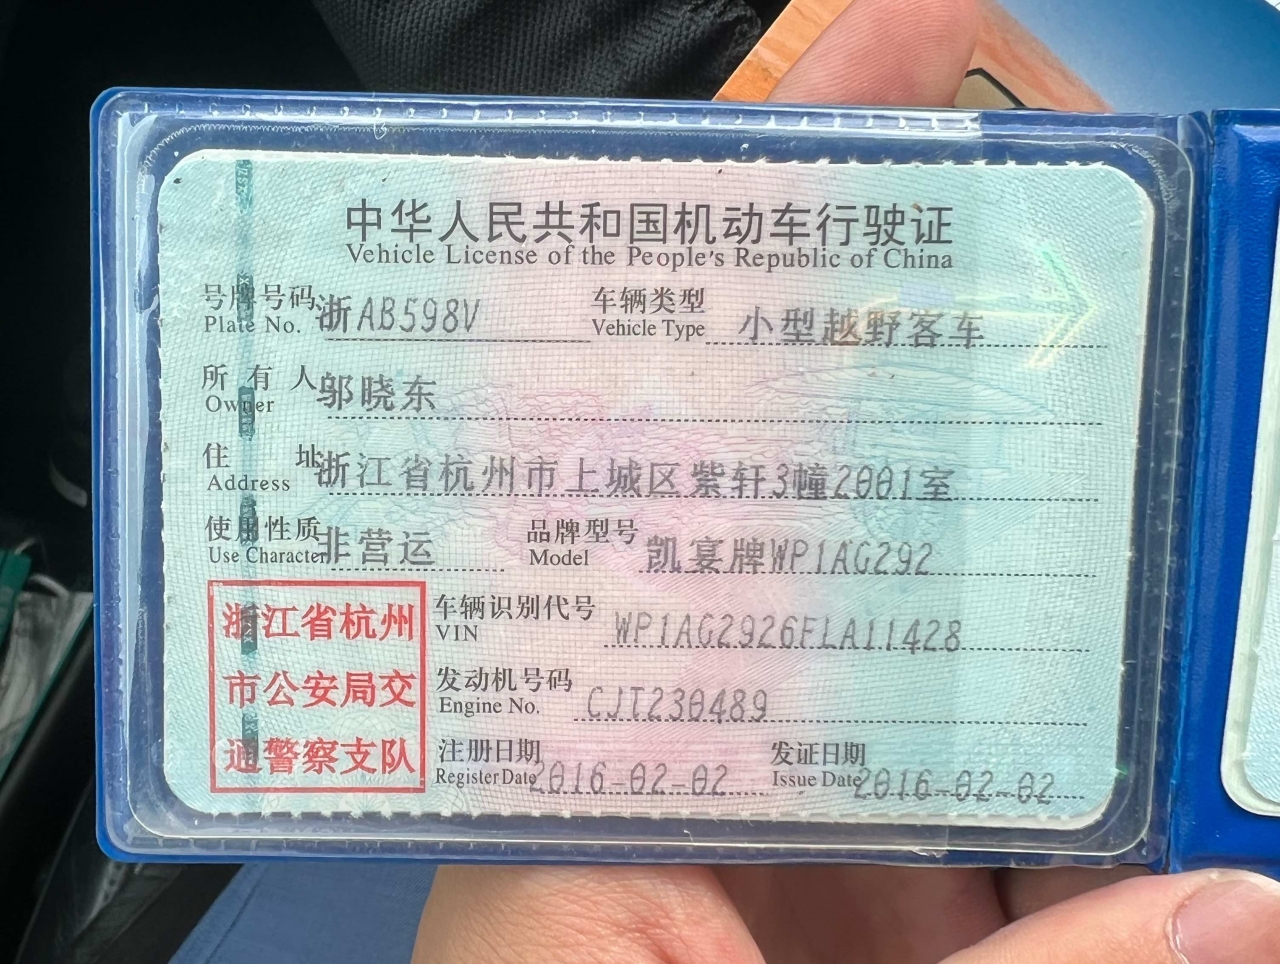 中华人民共和国机动车行驶证
Vehicle License of the People's Republic of China
号牌号码 浙AB598V 车辆类型 小型越野客车
Plate No. Vehicle Type
所有人 邬晓东
Owner
住址 浙江省杭州市上城区紫轩3幢2001室
Address
使用性质 非营运 品牌型号 凯宴牌WP1AG292
Use Character Model
浙江省杭州
市公安局交
通警察支队
车辆识别代号 WP1AG2926FLA11428
VIN
发动机号码 CJT230489
Engine No.
注册日期 2016-02-02 发证日期 2016-02-02
Register Date Issue Date